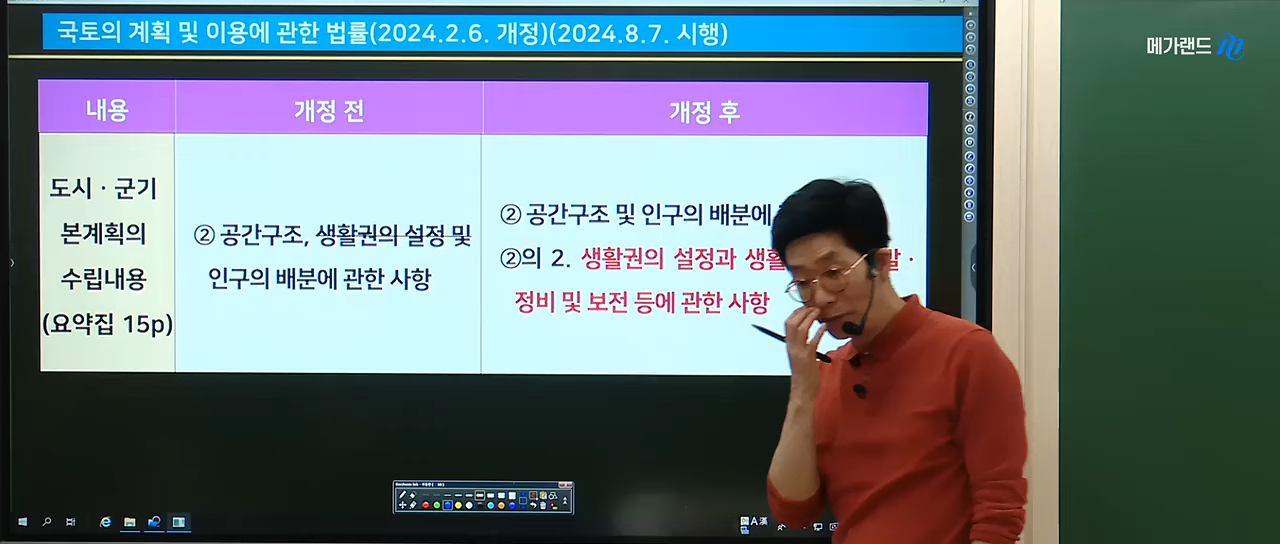 국토의 계획 및 이용에 관한 법률(2024.2.6. 개정)(2024.8.7. 시행)
메가랜드
내용
개정 전
개정 후
도시 · 군기
본계획의
수립내용
(요약집 15p)
② 공간구조, 생활권의 설정 및
인구의 배분에 관한 사항
② 공간구조 및 인구의 배분에
②의 2. 생활권의 설정과 생활 발 ·
정비 및 보전 등에 관한 사항
A 漢